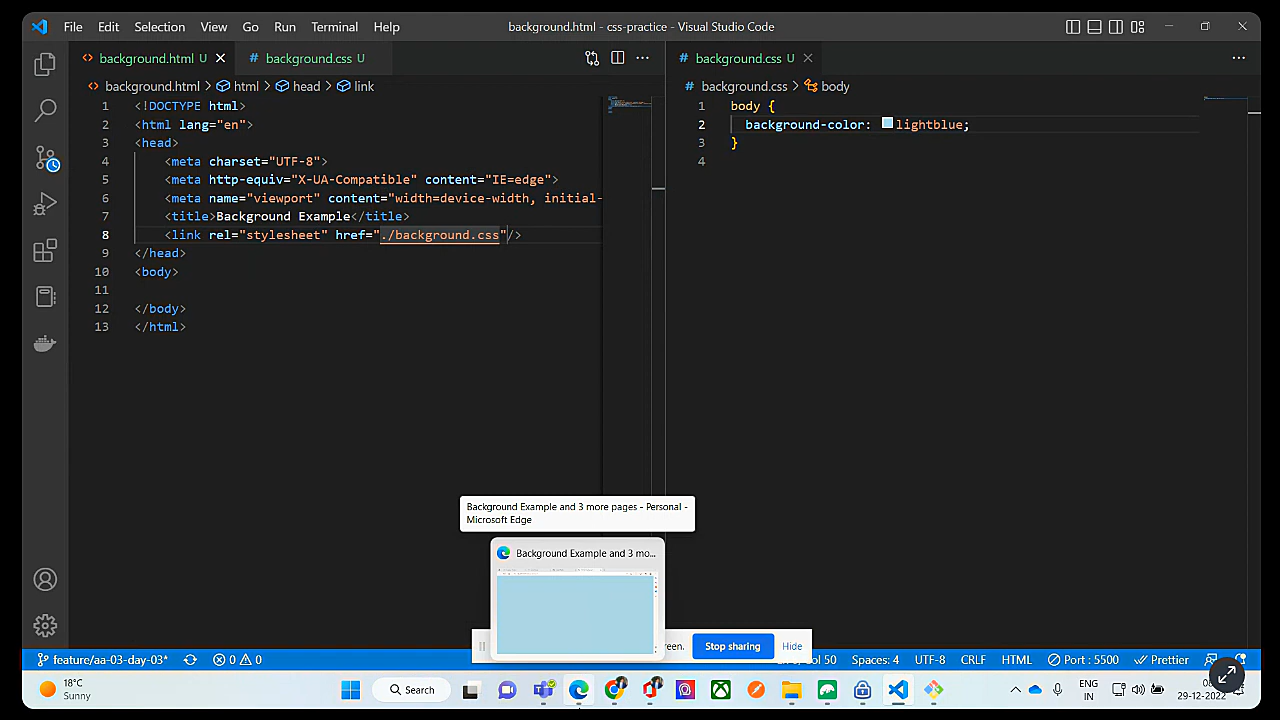 File Edit Selection View Go Run Terminal Help
background.html - css-practice - Visual Studio Code
background.html U
# background.css U
# background.css U
background.html > html > head > link
# background.css > body
1 <!DOCTYPE html>
2 <html lang="en">
3 <head>
4 <meta charset="UTF-8">
5 <meta http-equiv="X-UA-Compatible" content="IE=edge">
6 <meta name="viewport" content="width=device-width, initial-
7 <title>Background Example</title>
8 <link rel="stylesheet" href="./background.css"/>
9 </head>
10 <body>
11
12 </body>
13 </html>
1 body {
2 background-color: lightblue;
3 }
4
Background Example and 3 more pages - Personal -
Microsoft Edge
Background Example and 3 mo...
Stop sharing
Hide
feature/aa-03-day-03*
0
0
Col 50
Spaces: 4
UTF-8
CRLF
HTML
Port : 5500
Prettier
18°C
Sunny
Search
ENG
IN
29-12-2022